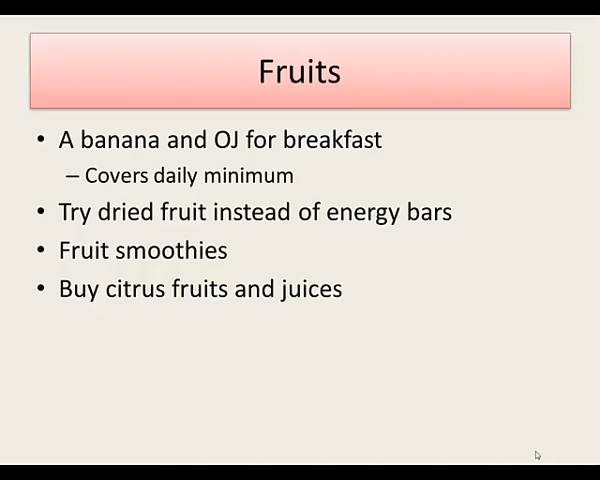 Fruits
• A banana and OJ for breakfast
– Covers daily minimum
• Try dried fruit instead of energy bars
• Fruit smoothies
• Buy citrus fruits and juices